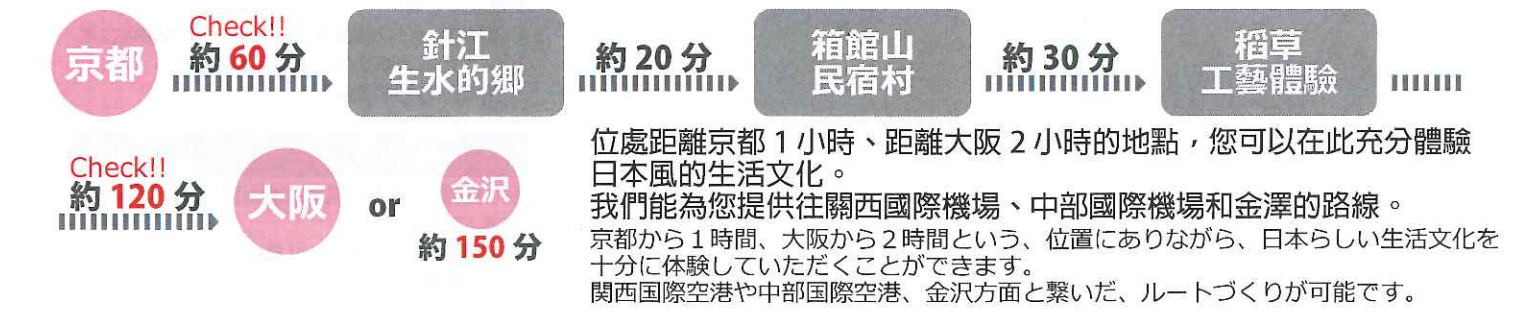 京都
Check!!
約 60 分
針江
生水的郷
約 20 分
箱館山
民宿村
約 30 分
稻草
工藝體驗
Check!!
約 120 分
大阪
or
金沢
約 150 分
位處距離京都 1 小時、距離大阪 2 小時的地點，您可以在此充分體驗
日本風的生活文化。
我們能為您提供往關西國際機場、中部國際機場和金澤的路線。
京都から１時間、大阪から２時間という、位置にありながら、日本らしい生活文化を
十分に体験していただくことができます。
関西国際空港や中部国際空港、金沢方面と繋いだ、ルートづくりが可能です。